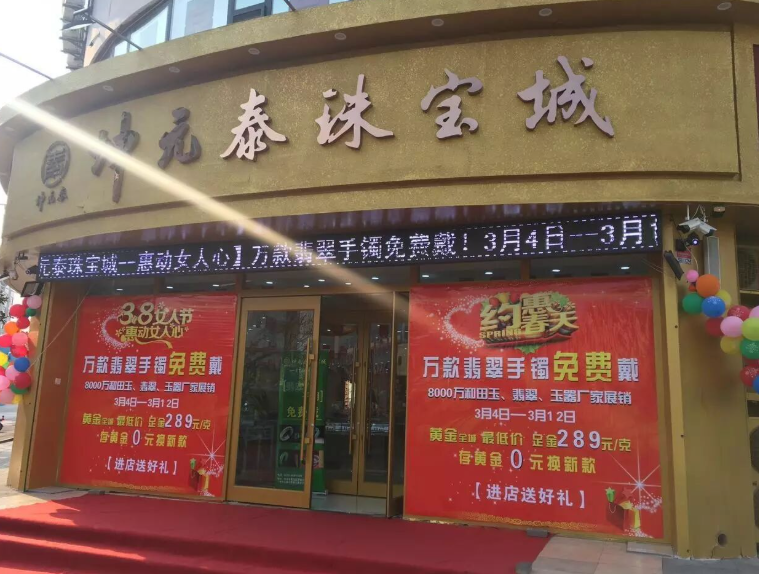 坤元泰珠宝城
坤元泰
元泰珠宝城--惠动女人心】万款翡翠手镯免费戴！3月4日--3月1
3.8女人节
惠动女人心
万款翡翠手镯免费戴
8000万和田玉、翡翠、玉器厂家展销
3月4日—3月12日
黄金全城 最低价 足金289元/克
旧黄金0元换新款
【进店送好礼】
约惠春天
SPRING
万款翡翠手镯免费戴
8000万和田玉、翡翠、玉器厂家展销
3月4日—3月12日
黄金全城 最低价 足金289元/克
旧黄金0元换新款
【进店送好礼】
免费